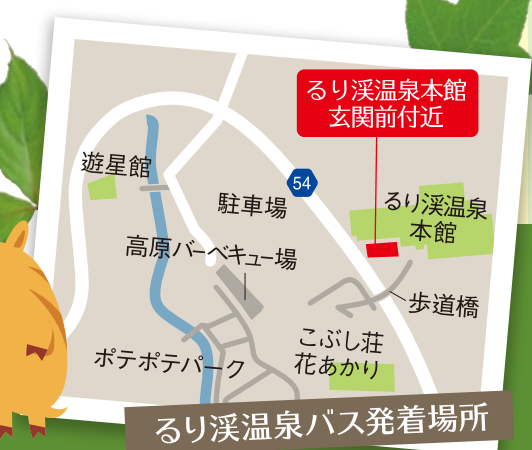 るり渓温泉本館
玄関前付近
54
遊星館
駐車場
るり渓温泉
本館
高原バーベキュー場
歩道橋
こぶし荘
花あかり
ポテポテパーク
るり渓温泉バス発着場所